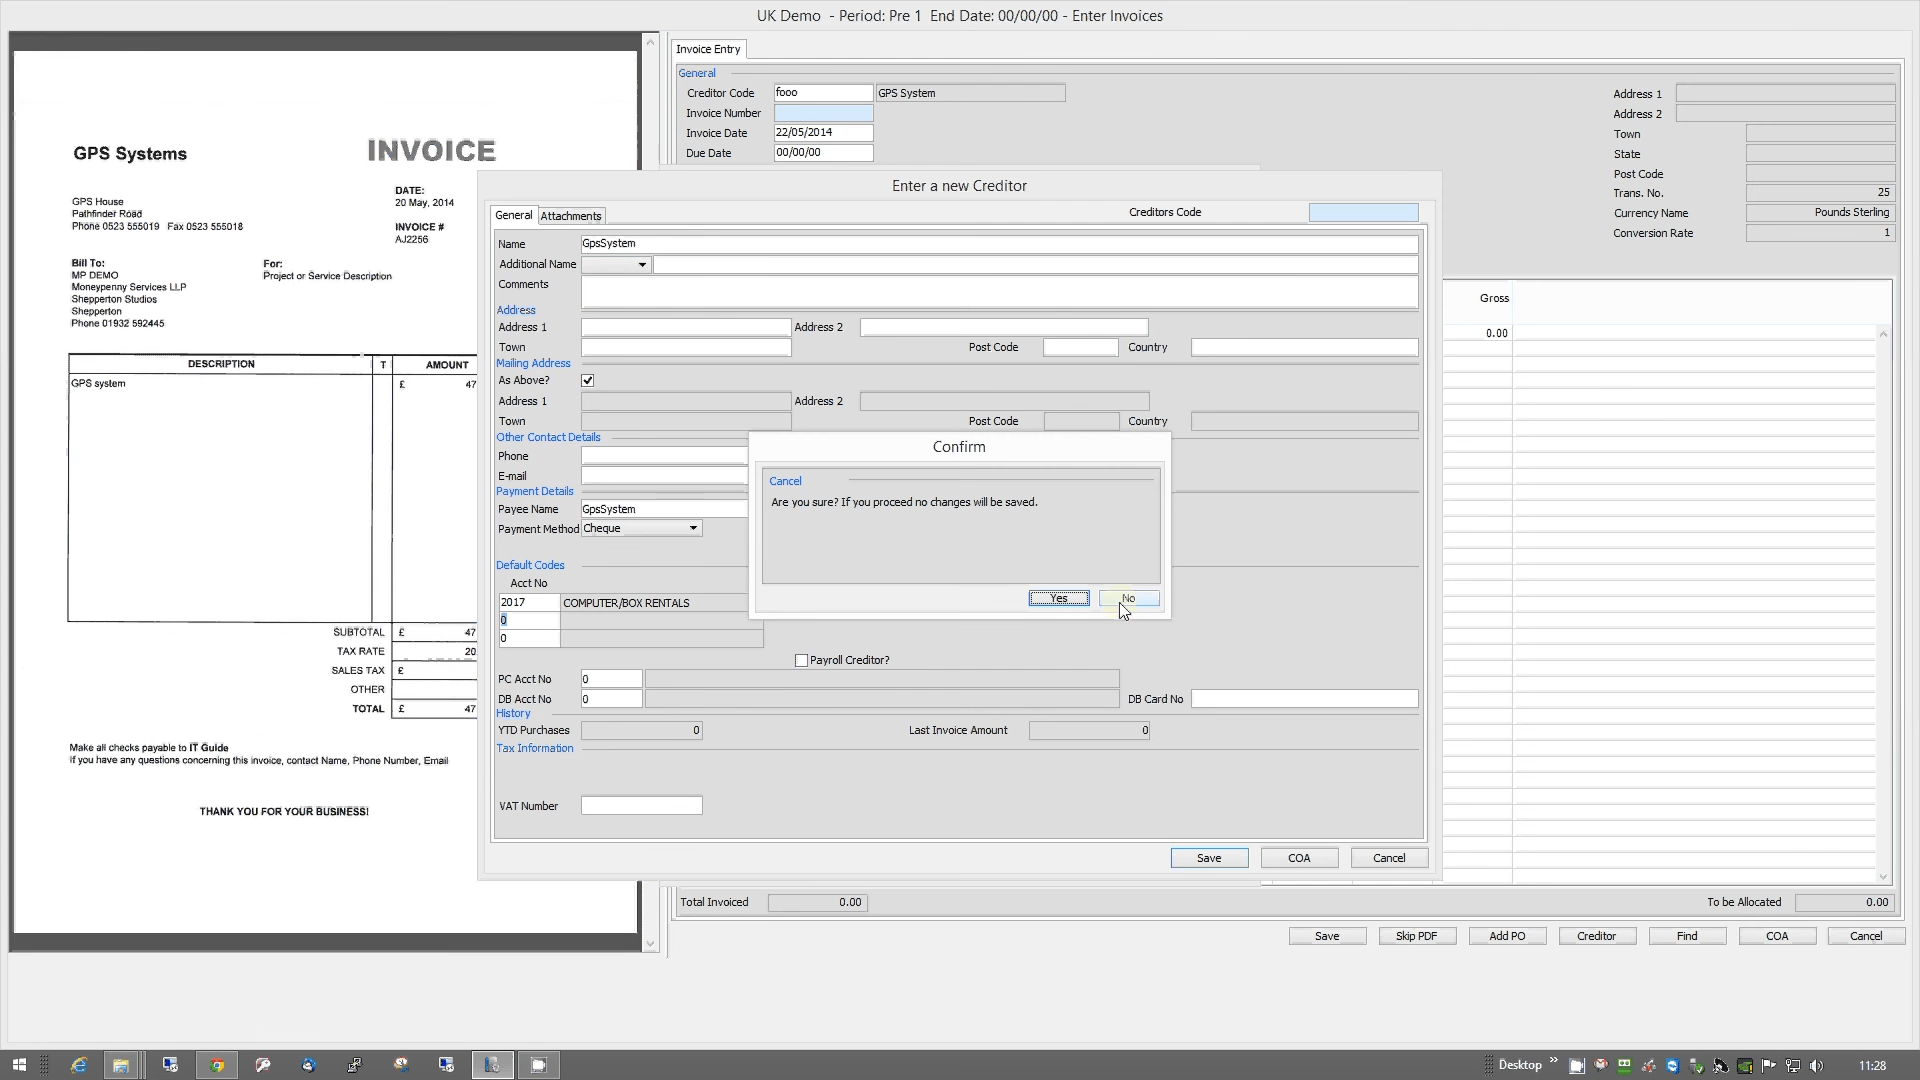 UK Demo - Period: Pre 1 End Date: 00/00/00 - Enter Invoices
GPS Systems
INVOICE
GPS House
Pathfinder Road
Phone 0523 555019 Fax 0523 555018
DATE:
20 May, 2014
INVOICE #
AJ2256
Bill To:
MP DEMO
Moneypenny Services LLP
Shepperton Studios
Shepperton
Phone 01932 592445
For:
Project or Service Description
DESCRIPTION T AMOUNT
GPS system £ 47
SUBTOTAL £ 47
TAX RATE 20
SALES TAX £
OTHER
TOTAL £ 47
Make all checks payable to IT Guide
If you have any questions concerning this invoice, contact Name, Phone Number, Email
THANK YOU FOR YOUR BUSINESS!
Invoice Entry
General
Creditor Code fooo GPS System
Invoice Number
Invoice Date 22/05/2014
Due Date 00/00/00
Address 1
Address 2
Town
State
Post Code
Trans. No. 25
Currency Name Pounds Sterling
Conversion Rate 1
Gross
0.00
Enter a new Creditor
General Attachments
Creditors Code
Name GpsSystem
Additional Name
Comments
Address
Address 1 Address 2
Town Post Code Country
Mailing Address
As Above?
Address 1 Address 2
Town Post Code Country
Other Contact Details
Phone
E-mail
Payment Details
Payee Name GpsSystem
Payment Method Cheque
Default Codes
Acct No
2017 COMPUTER/BOX RENTALS
0
0
Payroll Creditor?
PC Acct No 0
DB Acct No 0 DB Card No
History
YTD Purchases 0 Last Invoice Amount 0
Tax Information
VAT Number
Save COA Cancel
Confirm
Cancel
Are you sure? If you proceed no changes will be saved.
Yes No
Total Invoiced 0.00
To be Allocated 0.00
Save Skip PDF Add PO Creditor Find COA Cancel
Desktop
11:28